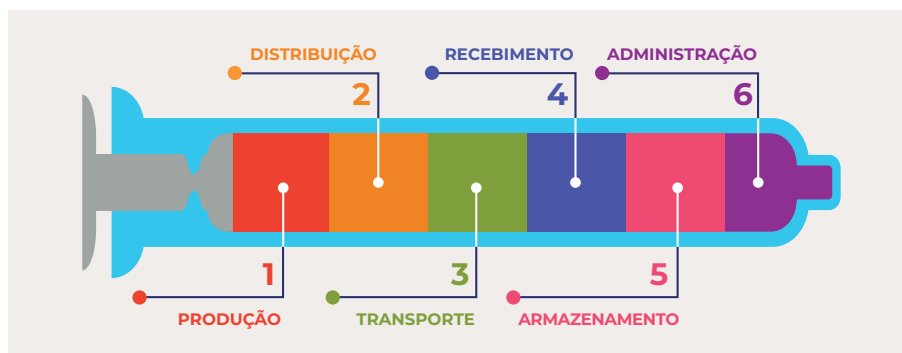 DISTRIBUIÇÃO
RECEBIMENTO
ADMINISTRAÇÃO
2
4
6
1
3
5
PRODUÇÃO
TRANSPORTE
ARMAZENAMENTO